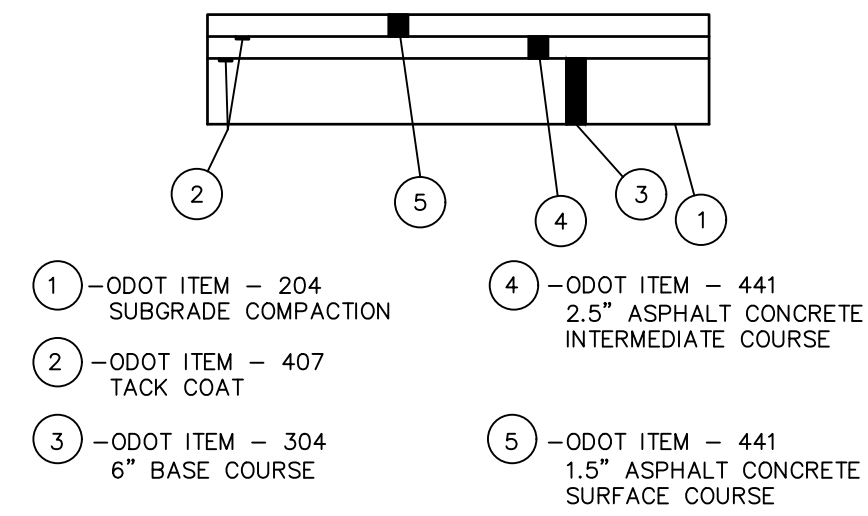 2
5
4
3
1
1 -ODOT ITEM - 204
SUBGRADE COMPACTION
2 -ODOT ITEM - 407
TACK COAT
3 -ODOT ITEM - 304
6" BASE COURSE
4 -ODOT ITEM - 441
2.5" ASPHALT CONCRETE
INTERMEDIATE COURSE
5 -ODOT ITEM - 441
1.5" ASPHALT CONCRETE
SURFACE COURSE